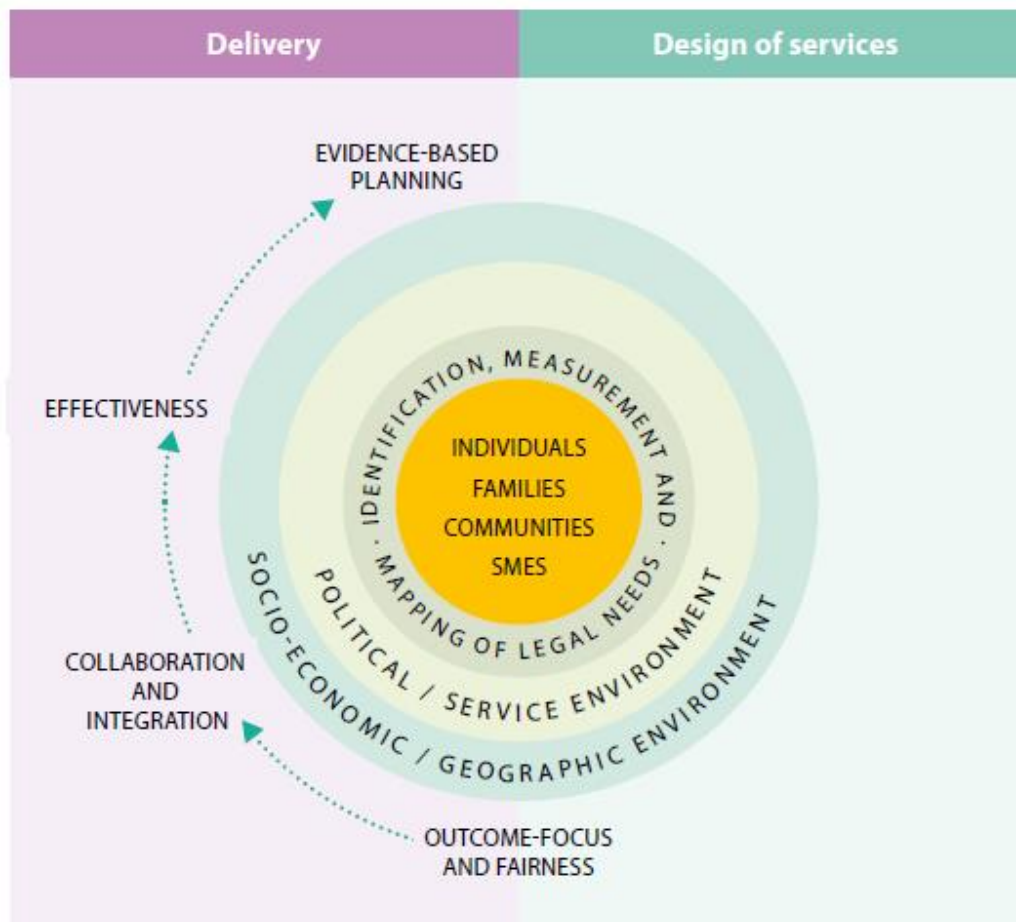 Delivery
Design of services
EVIDENCE-BASED
PLANNING
EFFECTIVENESS
COLLABORATION
AND
INTEGRATION
OUTCOME-FOCUS
AND FAIRNESS
IDENTIFICATION, MEASUREMENT AND ·
MAPPING OF LEGAL NEEDS ·
INDIVIDUALS
FAMILIES
COMMUNITIES
SMES
POLITICAL / SERVICE ENVIRONMENT
SOCIO-ECONOMIC / GEOGRAPHIC ENVIRONMENT